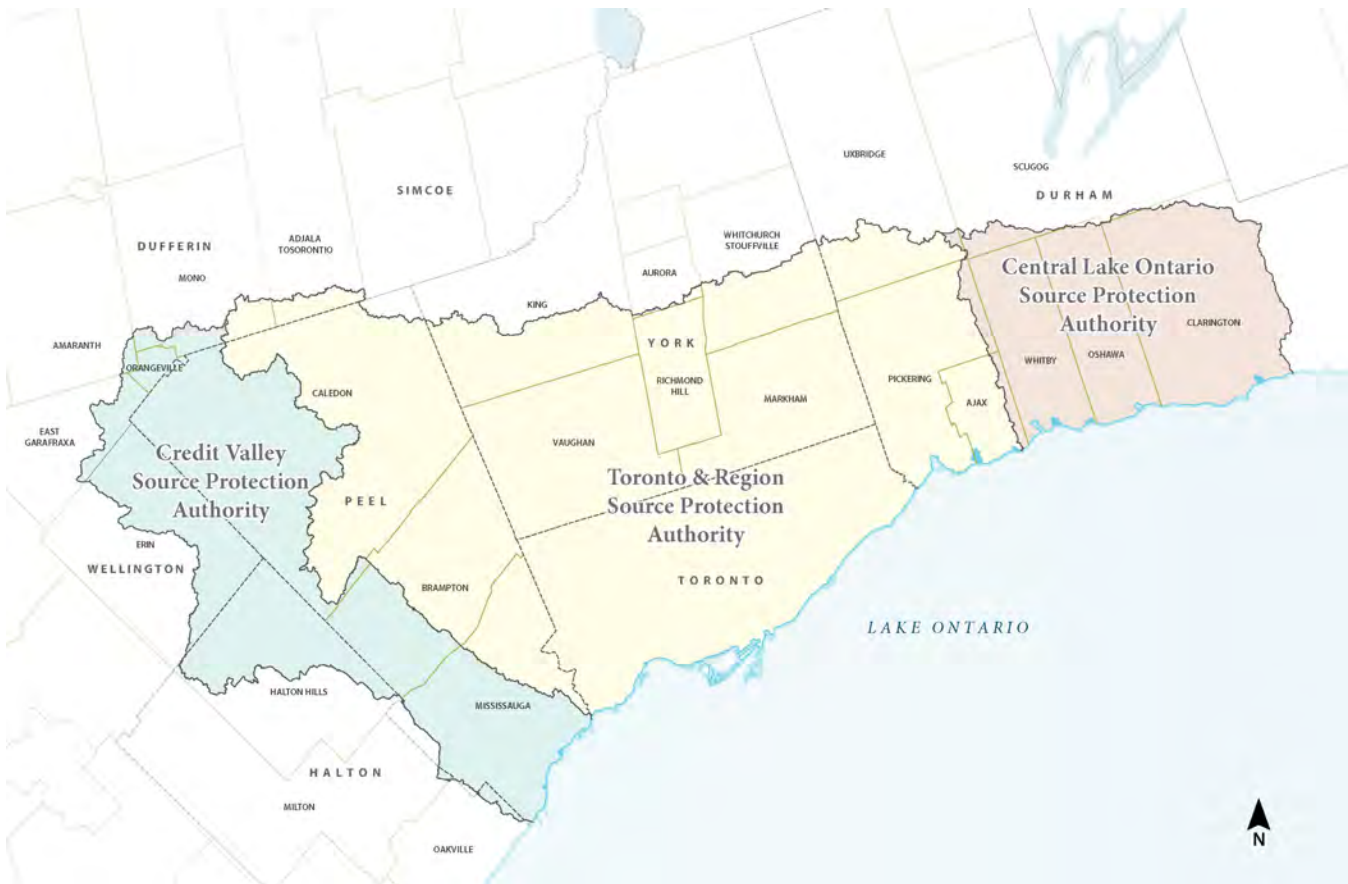 UXBRIDGE
SCUGOG
DURHAM
SIMCOE
DUFFERIN
MONO
ADJALA
TOSORONTIO
WHITCHURCH
STOUFFVILLE
AURORA
KING
AMARANTH
ORANGEVILLE
EAST
GARAFRAXA
CALEDON
YORK
RICHMOND
HILL
MARKHAM
VAUGHAN
PICKERING
AJAX
Central Lake Ontario
Source Protection
Authority
CLARINGTON
WHITBY
OSHAWA
Credit Valley
Source Protection
Authority
PEEL
Toronto & Region
Source Protection
Authority
TORONTO
ERIN
WELLINGTON
BRAMPTON
LAKE ONTARIO
HALTON HILLS
MISSISSAUGA
HALTON
MILTON
OAKVILLE
N